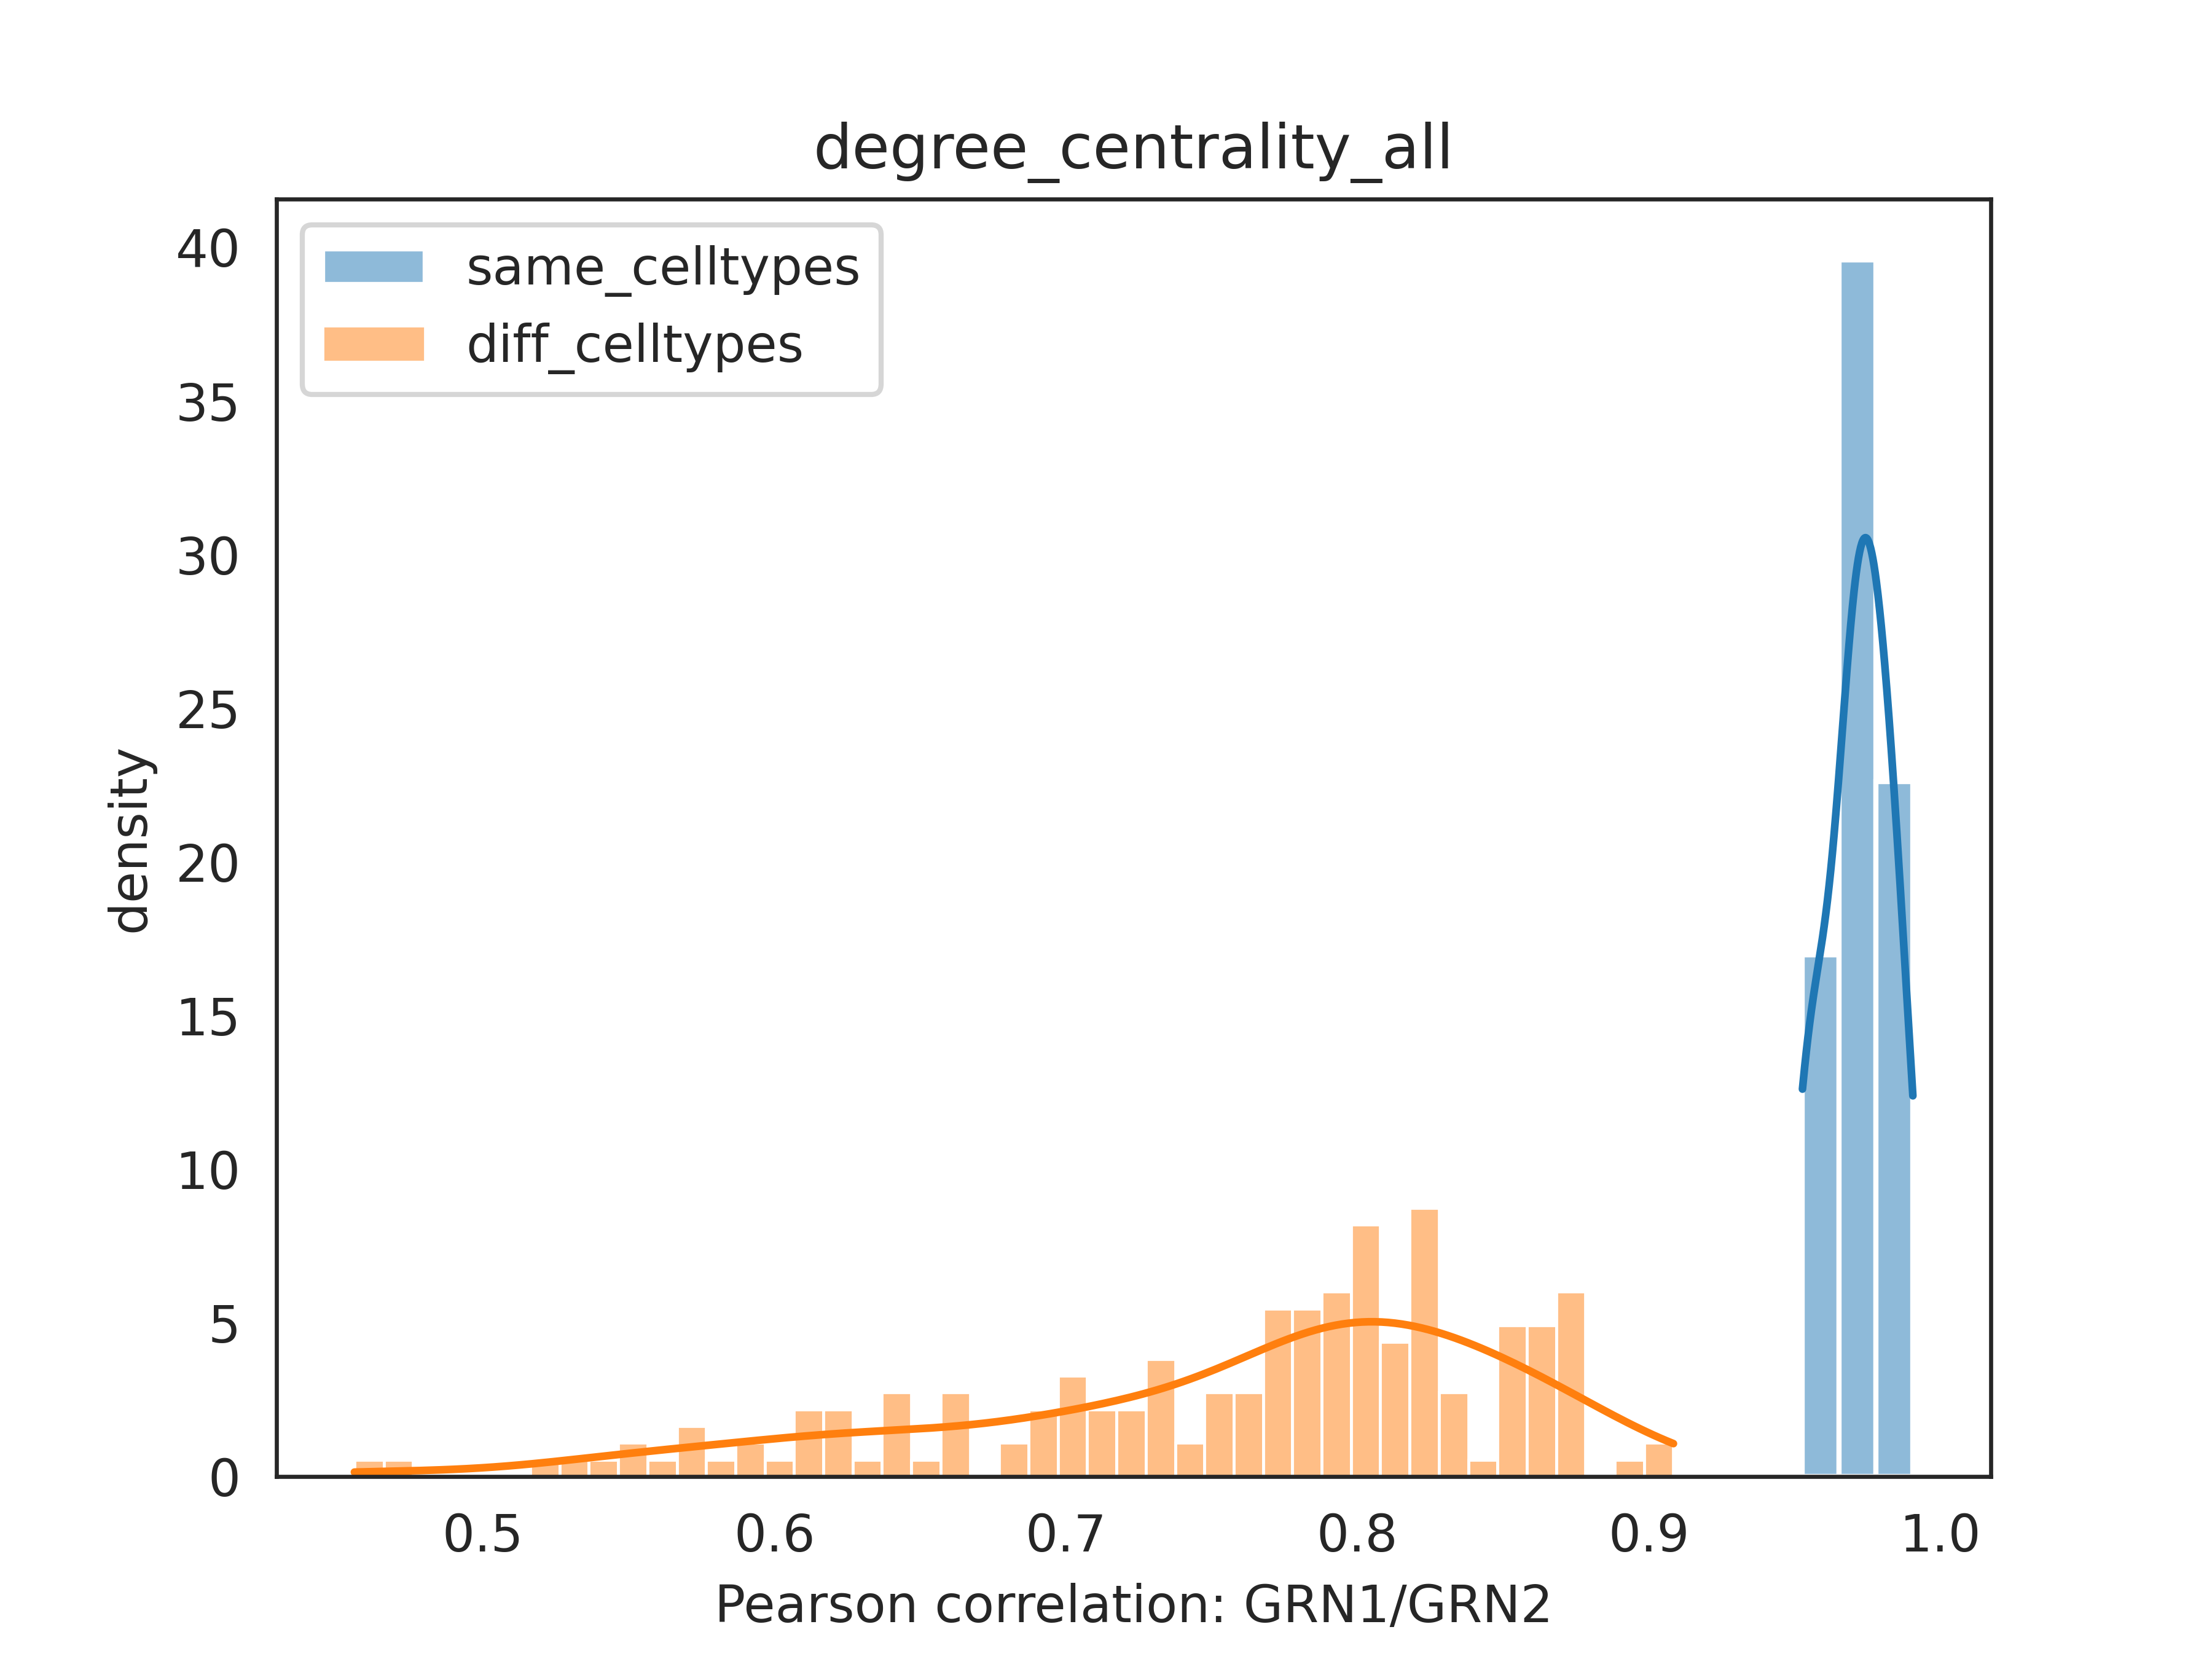 degree_centrality_all
same_celltypes
diff_celltypes
40
35
30
25
20
15
10
5
0
density
0.5 0.6 0.7 0.8 0.9 1.0
Pearson correlation: GRN1/GRN2